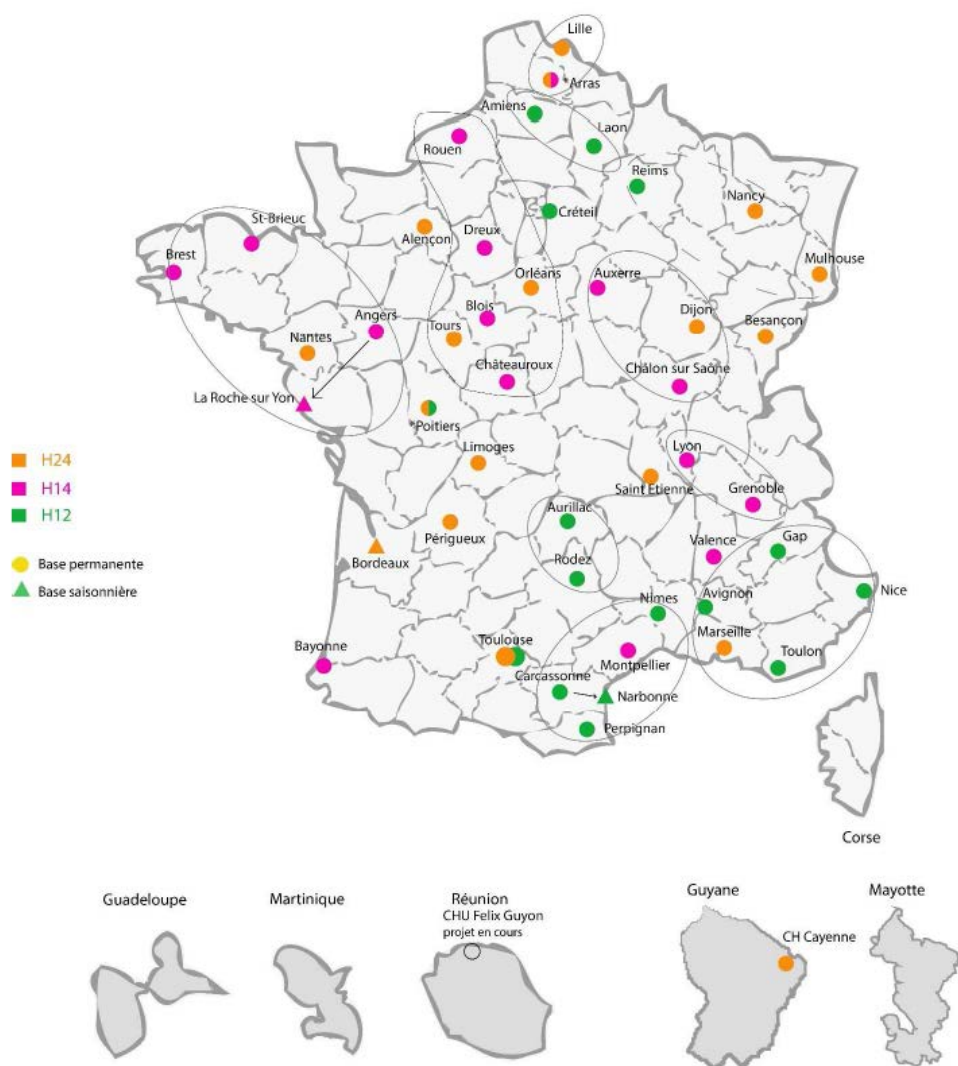 Lille
Arras
Amiens
Laon
Rouen
Reims
Nancy
Créteil
St-Brieuc
Alençon
Dreux
Brest
Mulhouse
Orléans
Auxerre
Blois
Dijon
Angers
Besançon
Nantes
Tours
Châteauroux
Châlon sur Saône
La Roche sur Yon
Poitiers
Lyon
Limoges
H24
Saint Etienne
H14
Grenoble
Aurillac
H12
Périgueux
Gap
Valence
Bordeaux
Rodez
Base permanente
Base saisonnière
Nîmes
Avignon
Nice
Marseille
Bayonne
Toulouse
Toulon
Montpellier
Carcassonne
Narbonne
Perpignan
Corse
Guadeloupe
Martinique
Réunion
CHU Felix Guyon
projet en cours
Guyane
CH Cayenne
Mayotte